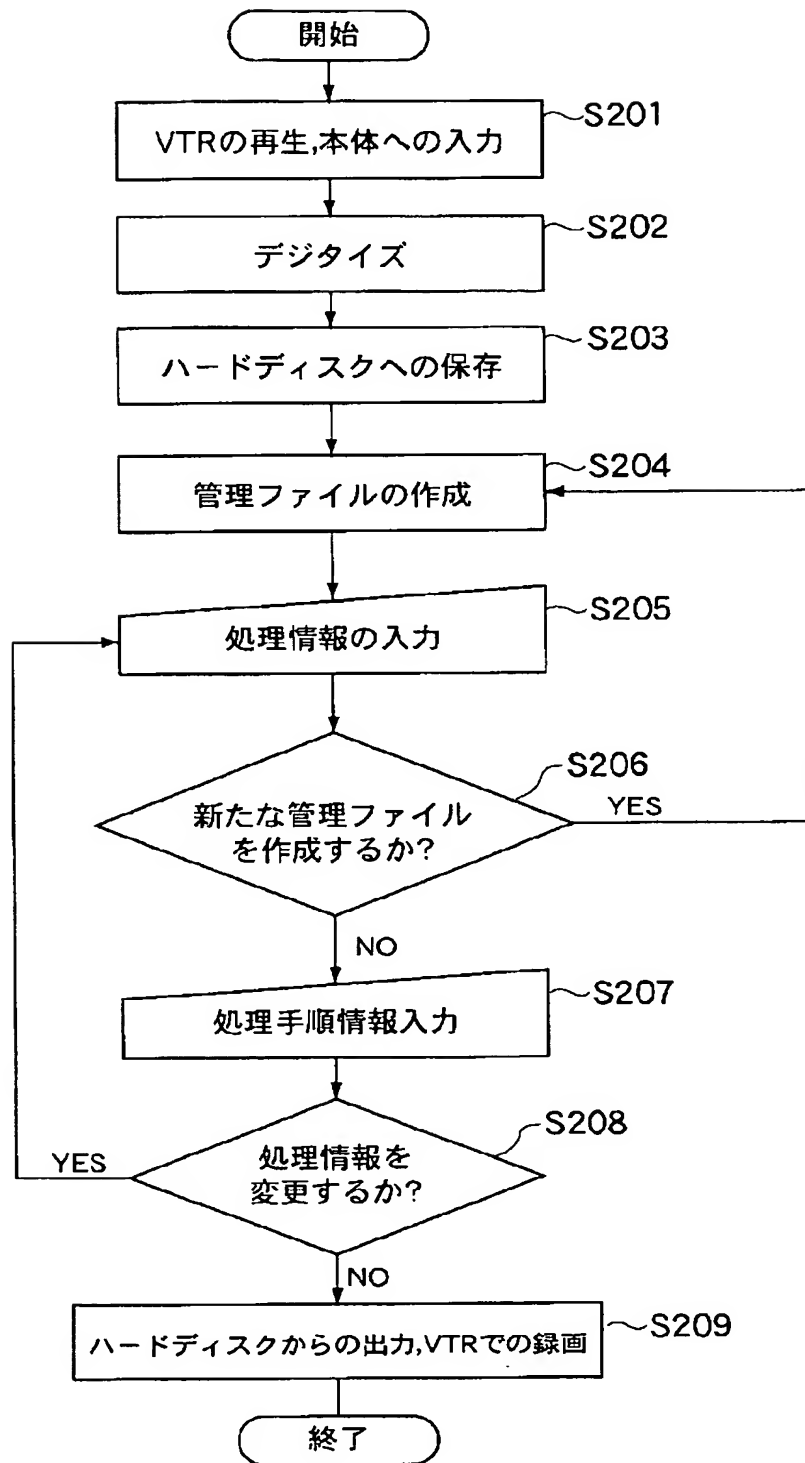 開始
VTRの再生,本体への入力
S201
デジタイズ
S202
ハードディスクへの保存
S203
管理ファイルの作成
S204
処理情報の入力
S205
新たな管理ファイル
を作成するか?
S206
YES
NO
処理手順情報入力
S207
処理情報を
変更するか?
S208
YES
NO
ハードディスクからの出力,VTRでの録画
S209
終了